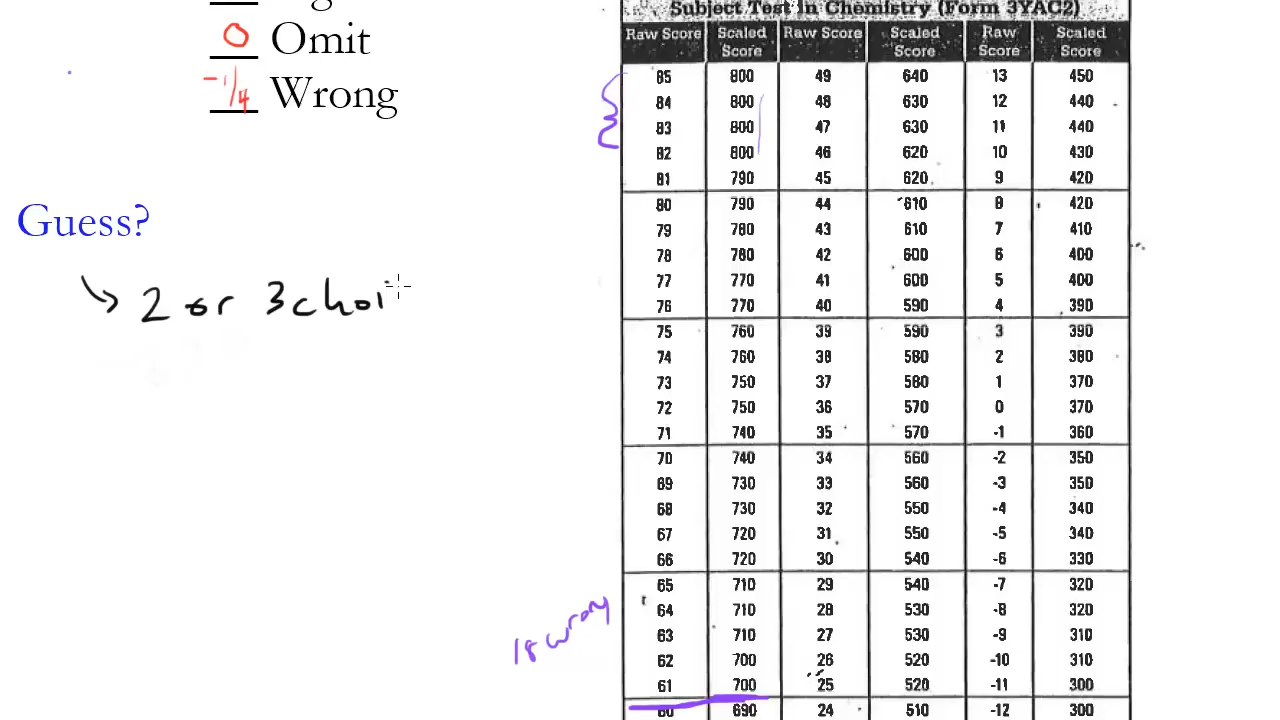 Subject Test in Chemistry (Form 3YAC2)
0 Omit
-1/4 Wrong
Guess?
2 or 3 choi
18 wrong
Raw Score Scaled Score Raw Score Scaled Score Raw Score Scaled Score
85 800 49 640 13 450
84 800 48 630 12 440
83 800 47 630 11 440
82 800 46 620 10 430
81 790 45 620 9 420
80 790 44 610 8 420
79 780 43 610 7 410
78 780 42 600 6 400
77 770 41 600 5 400
76 770 40 590 4 390
75 760 39 590 3 390
74 760 38 580 2 380
73 750 37 580 1 370
72 750 36 570 0 370
71 740 35 570 -1 360
70 740 34 560 -2 350
69 730 33 560 -3 350
68 730 32 550 -4 340
67 720 31 550 -5 340
66 720 30 540 -6 330
65 710 29 540 -7 320
64 710 28 530 -8 320
63 710 27 530 -9 310
62 700 26 520 -10 310
61 700 25 520 -11 300
60 690 24 510 -12 300